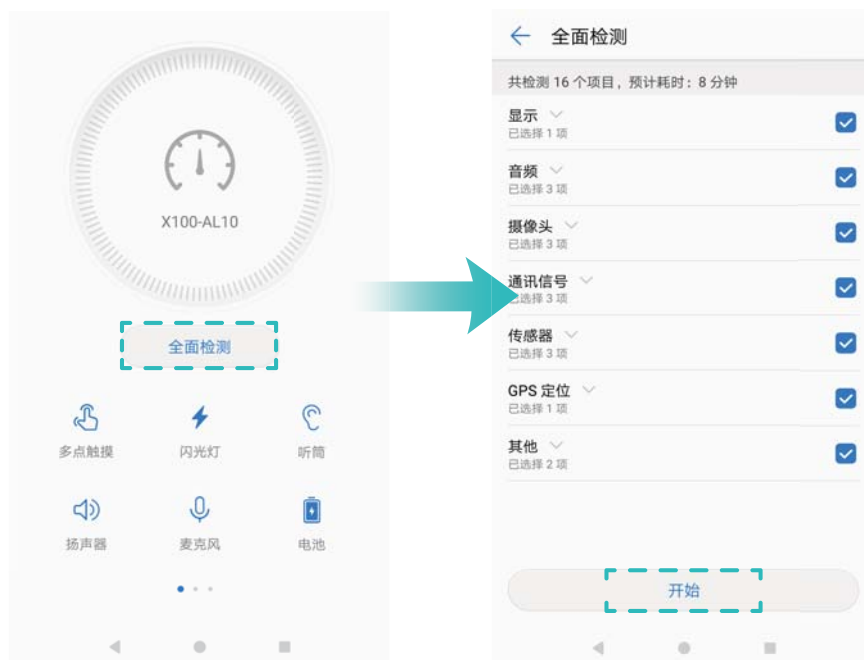 X100-AL10
全面检测
多点触摸
闪光灯
听筒
扬声器
麦克风
电池
全面检测
共检测 16 个项目，预计耗时：8 分钟
显示
已选择 1 项
音频
已选择 3 项
摄像头
已选择 3 项
通讯信号
已选择 3 项
传感器
已选择 3 项
GPS 定位
已选择 1 项
其他
已选择 2 项
开始